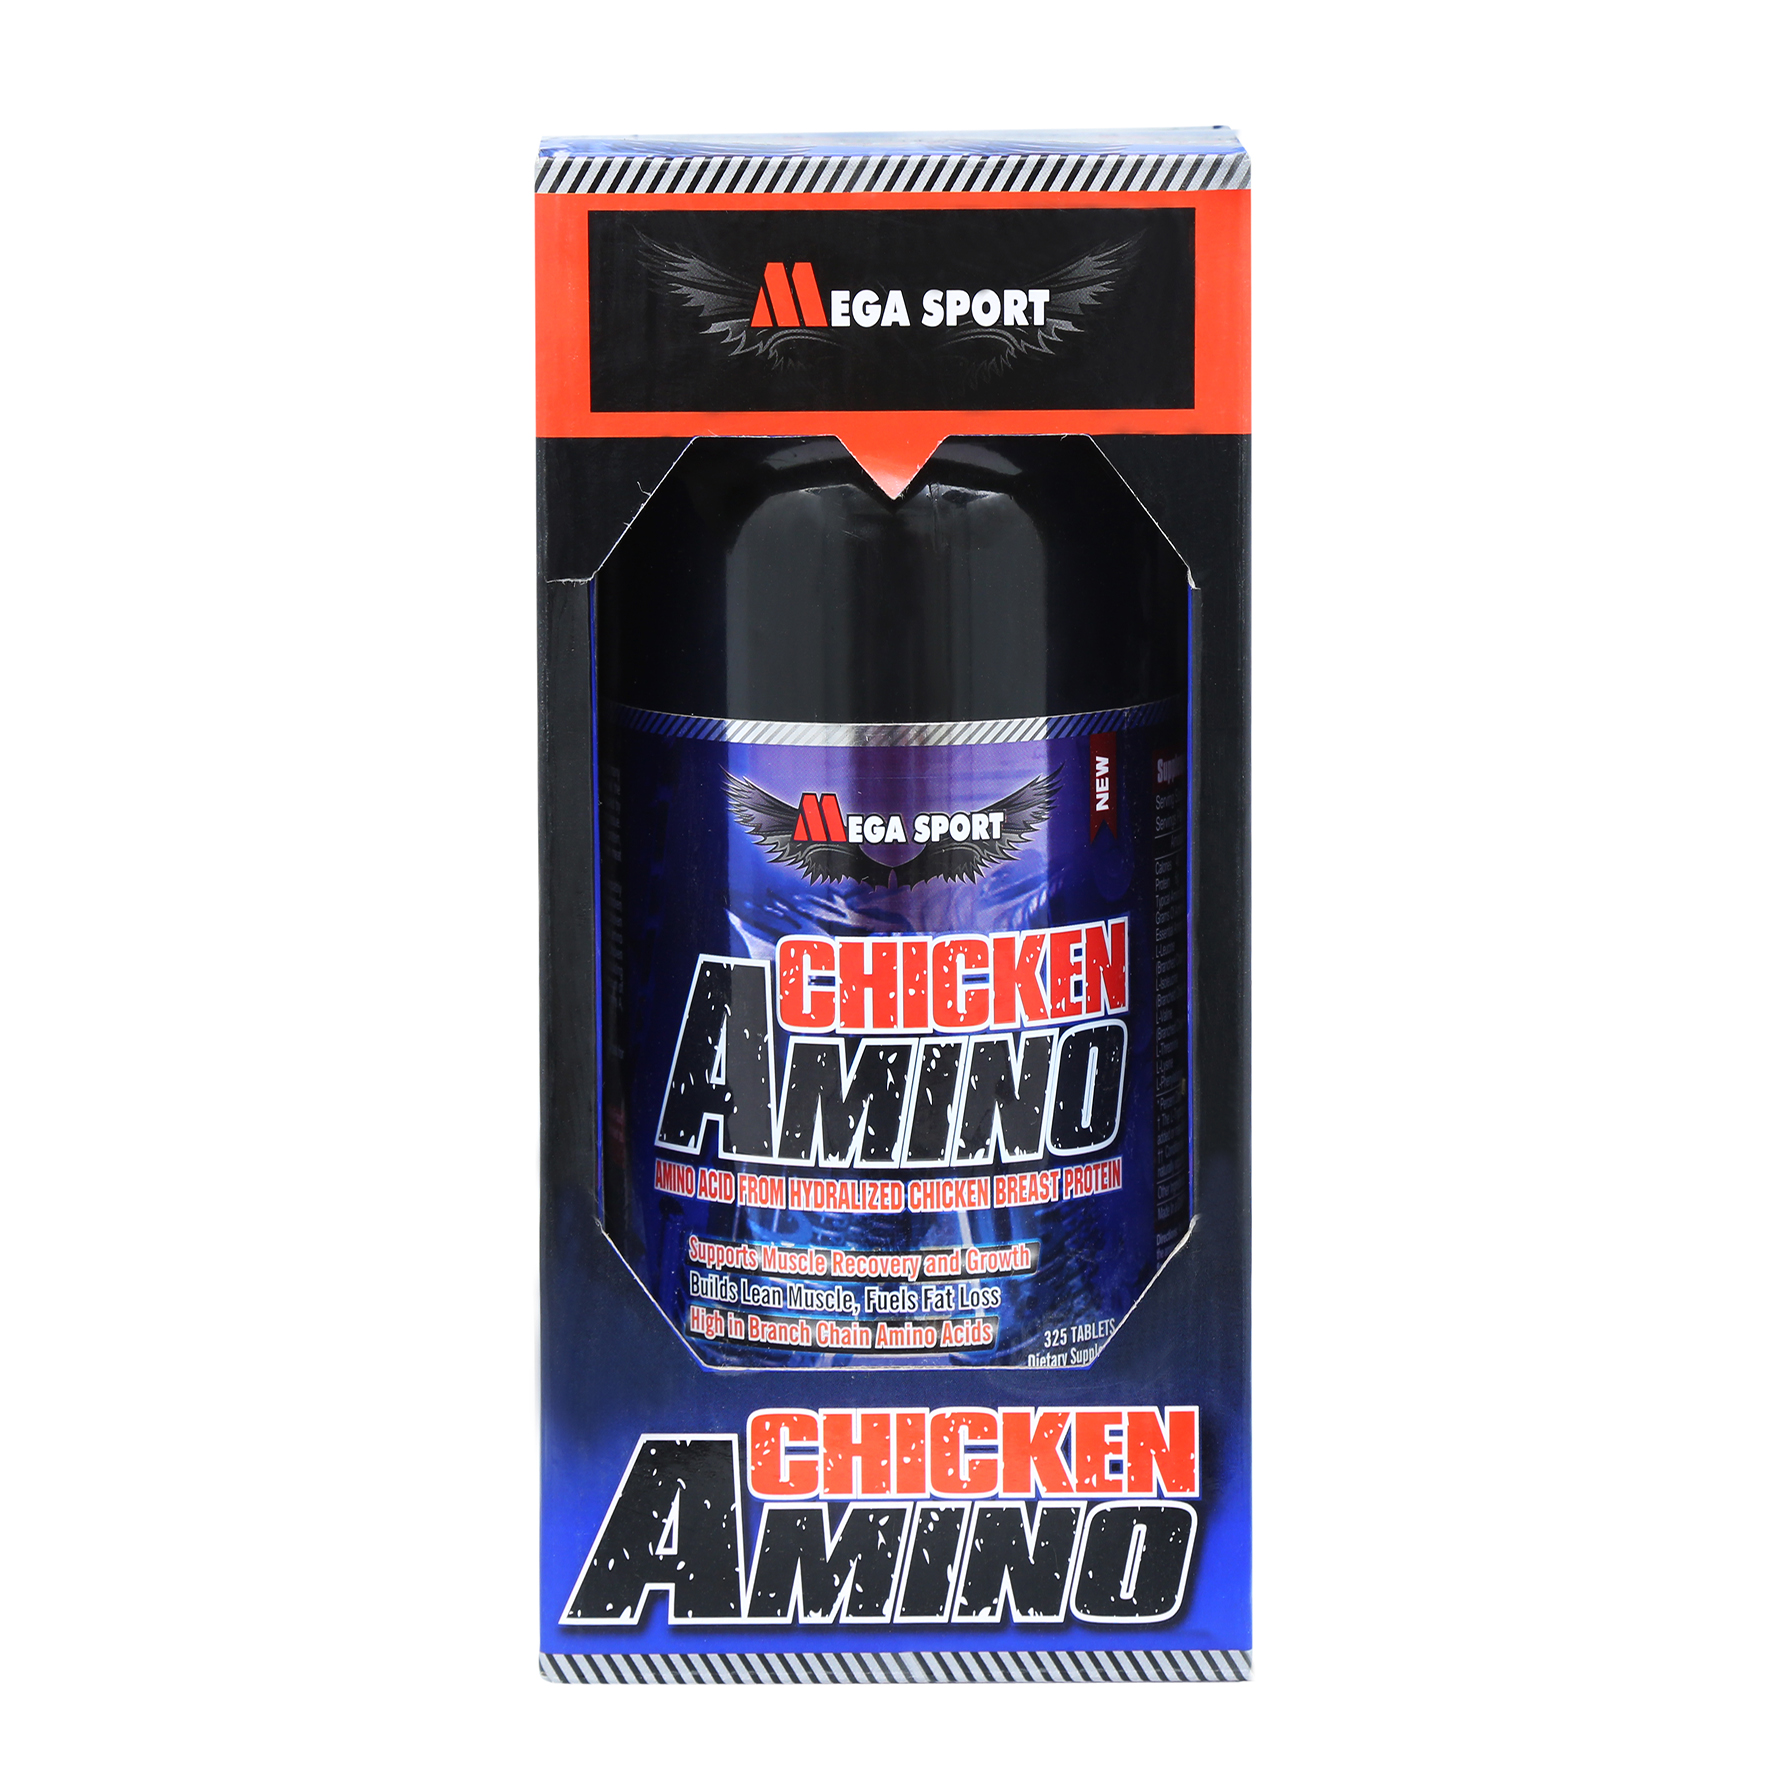 MEGA SPORT
NEW
MEGA SPORT
CHICKEN
AMINO
AMINO ACID FROM HYDRALIZED CHICKEN BREAST PROTEIN
Supports Muscle Recovery and Growth
Builds Lean Muscle, Fuels Fat Loss
High in Branch Chain Amino Acids
325 TABLETS
Dietary
CHICKEN
AMINO